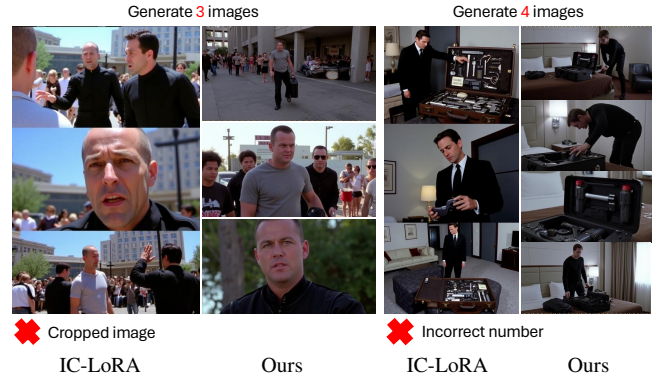 Generate 3 images
Generate 4 images
Cropped image
Incorrect number
IC-LoRA
Ours
IC-LoRA
Ours